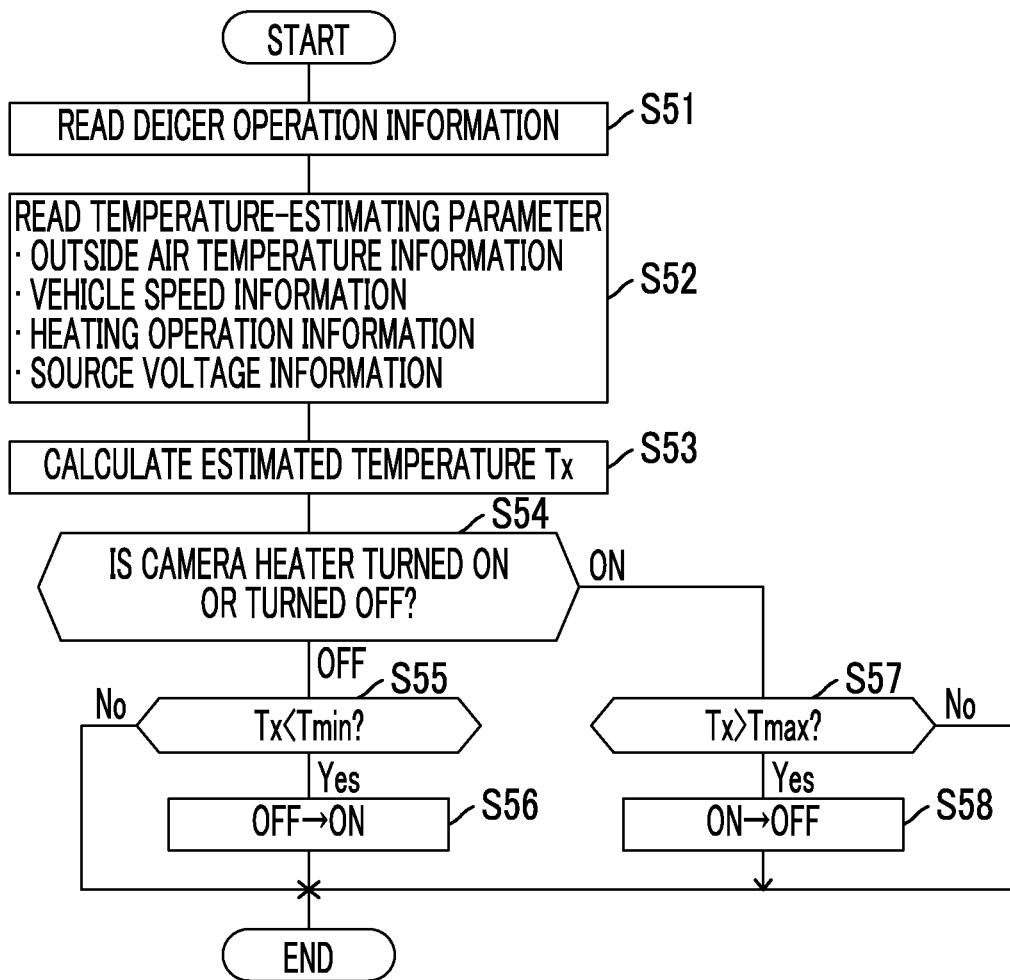 START
READ DEICER OPERATION INFORMATION
S51
READ TEMPERATURE-ESTIMATING PARAMETER
· OUTSIDE AIR TEMPERATURE INFORMATION
· VEHICLE SPEED INFORMATION
· HEATING OPERATION INFORMATION
· SOURCE VOLTAGE INFORMATION
S52
CALCULATE ESTIMATED TEMPERATURE Tx
S53
S54
IS CAMERA HEATER TURNED ON
OR TURNED OFF?
ON
OFF
S55
No
Tx<Tmin?
Yes
OFF→ON
S56
S57
Tx>Tmax?
No
Yes
ON→OFF
S58
END